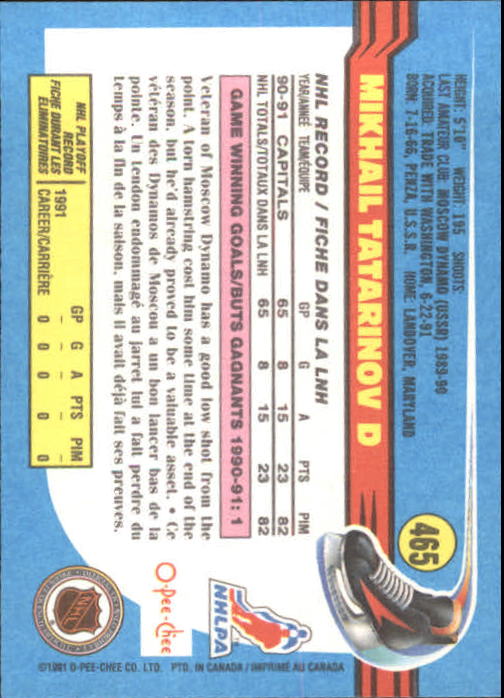 465
HEIGHT: 5'10" WEIGHT: 195 SHOOTS:
LAST AMATEUR CLUB: MOSCOW DYNAMO (USSR) 1989-90
ACQUIRED: TRADE WITH WASHINGTON, 6-22-91
BORN: 7-16-66, PENZA, U.S.S.R. HOME: LANDOVER, MARYLAND
MIKHAIL TATARINOV D
NHL RECORD / FICHE DANS LA LNH
YEAR/ANNÉE TEAM/ÉQUIPE GP G A PTS PIM
90-91 CAPITALS 65 8 15 23 82
NHL TOTALS/TOTAUX DANS LA LNH 65 8 15 23 82
GAME WINNING GOALS/BUTS GAGNANTS 1990-91: 1
Veteran of Moscow Dynamo has a good low shot from the
point. A torn hamstring cost him some time at the end of the
season, but he'd already proved to be a valuable asset. • Ce
vétéran des Dynamos de Moscou a un bon lancer bas de la
pointe. Un tendon endommagé au jarret lui a fait perdre du
temps à la fin de la saison, mais il avait déjà fait ses preuves.
NHL PLAYOFF
RECORD
FICHE DURANT LES
ÉLIMINATOIRES
GP G A PTS PIM
1991 – – – – –
CAREER/CARRIÈRE 0 0 0 0 0
NHLPA
O-Pee-Chee
NHL
©1991 O-PEE-CHEE CO. LTD. PTD. IN CANADA / IMPRIMÉ AU CANADA